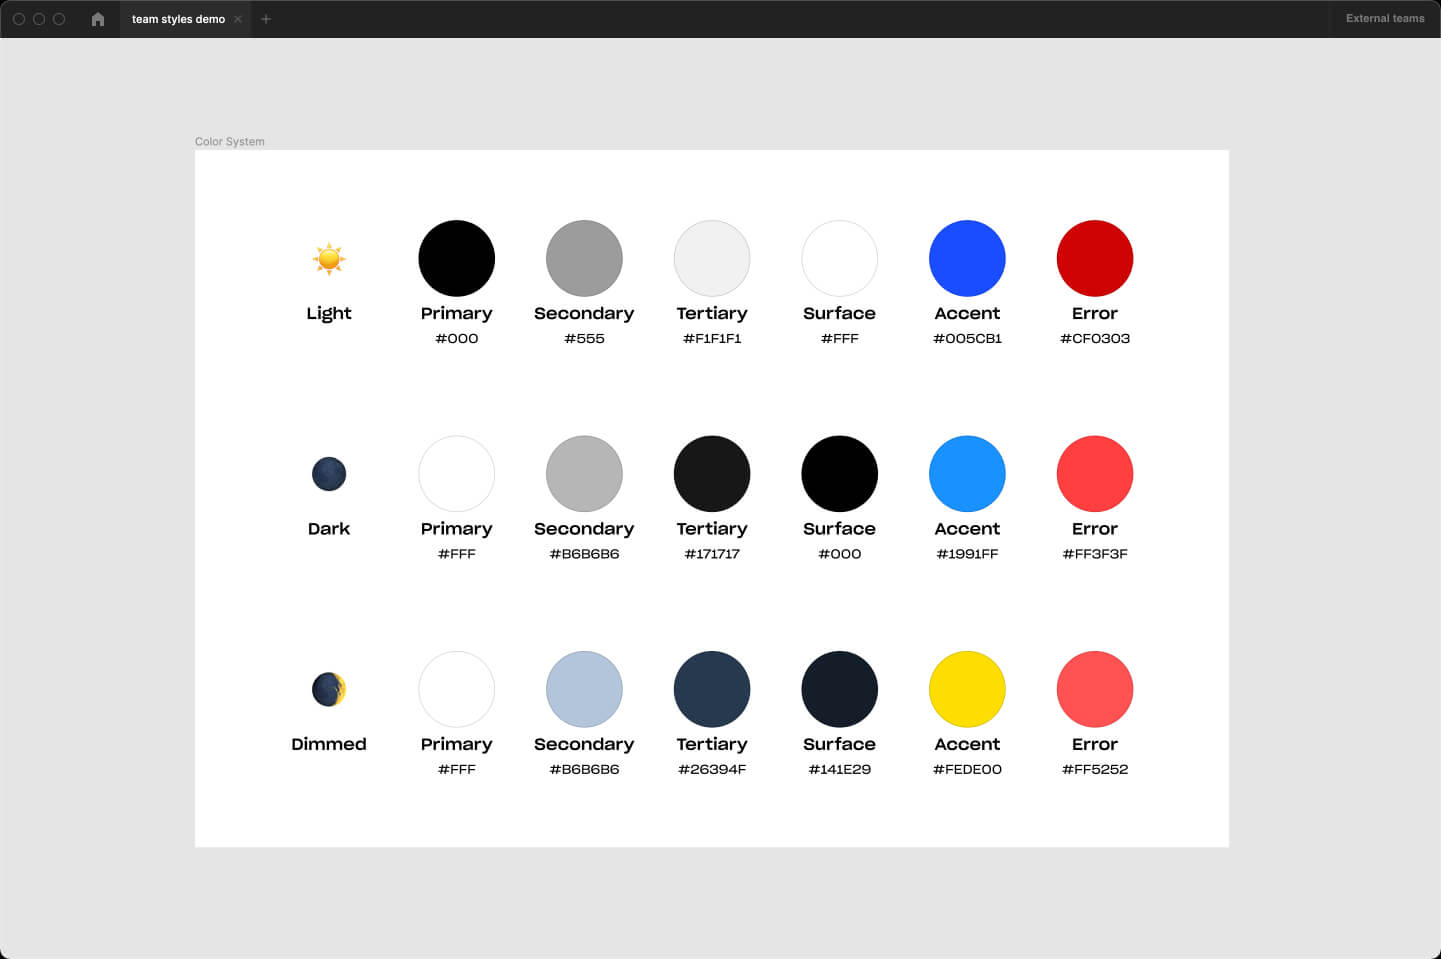 team styles demo
External teams
Color System
Light
Primary
Secondary
Tertiary
Surface
Accent
Error
#000
#555
#F1F1F1
#FFF
#005CB1
#CF0303
Dark
Primary
Secondary
Tertiary
Surface
Accent
Error
#FFF
#B6B6B6
#171717
#000
#1991FF
#FF3F3F
Dimmed
Primary
Secondary
Tertiary
Surface
Accent
Error
#FFF
#B6B6B6
#26394F
#141E29
#FEDE00
#FF5252